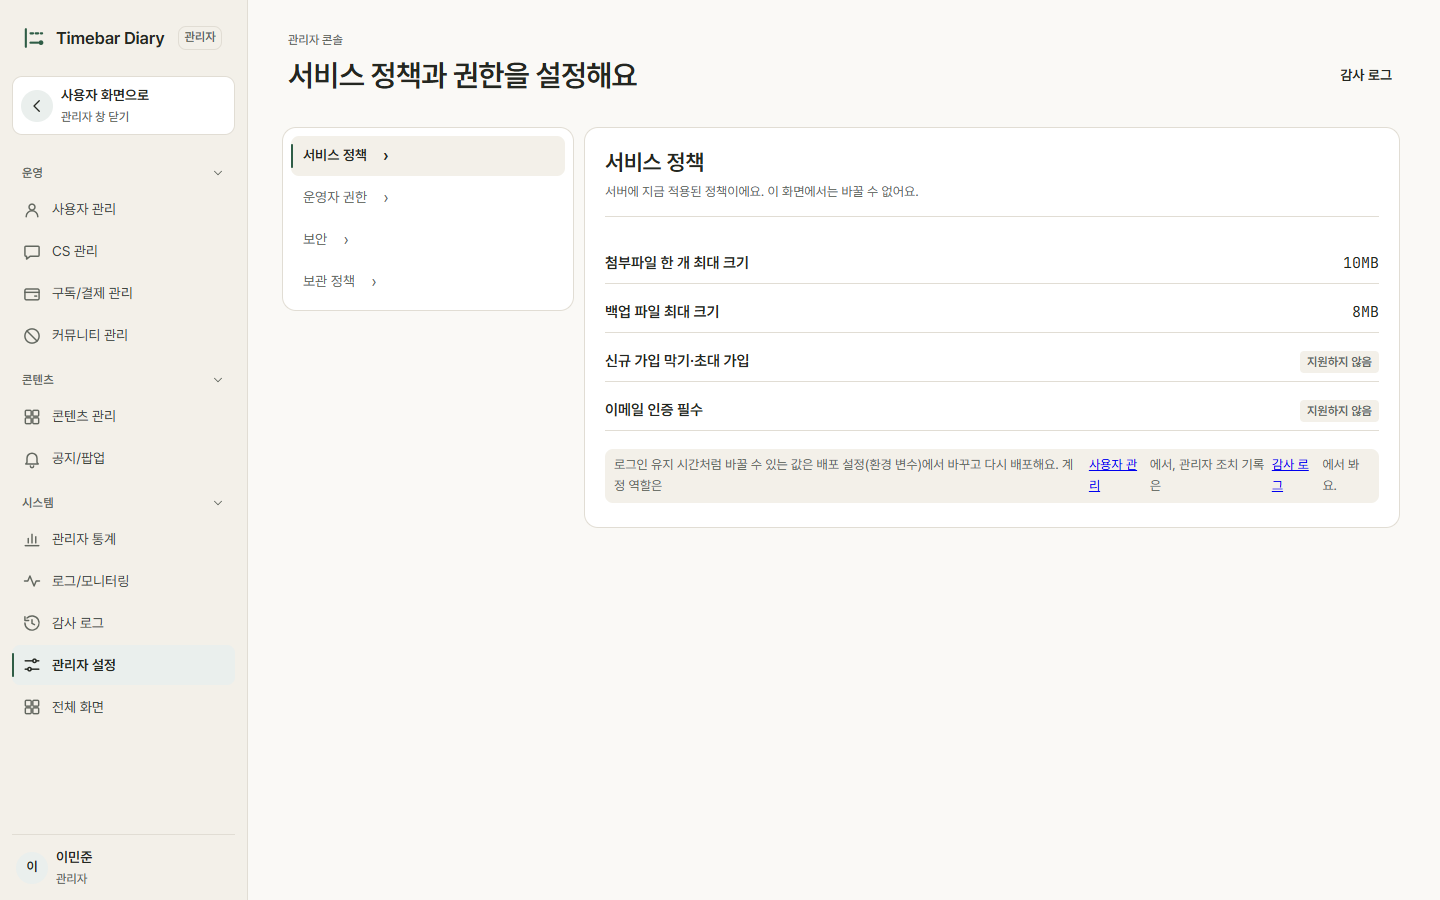 Timebar Diary
관리자
사용자 화면으로
관리자 창 닫기
운영
사용자 관리
CS 관리
구독/결제 관리
커뮤니티 관리
콘텐츠
콘텐츠 관리
공지/팝업
시스템
관리자 통계
로그/모니터링
감사 로그
관리자 설정
전체 화면
이
이민준
관리자
관리자 콘솔
서비스 정책과 권한을 설정해요
감사 로그
서비스 정책 ›
운영자 권한 ›
보안 ›
보관 정책 ›
서비스 정책
서버에 지금 적용된 정책이에요. 이 화면에서는 바꿀 수 없어요.
첨부파일 한 개 최대 크기 10MB
백업 파일 최대 크기 8MB
신규 가입 막기·초대 가입 지원하지 않음
이메일 인증 필수 지원하지 않음
로그인 유지 시간처럼 바꿀 수 있는 값은 배포 설정(환경 변수)에서 바꾸고 다시 배포해요. 계
정 역할은
사용자 관
리
에서, 관리자 조치 기록
은
감사 로
그
에서 봐
요.